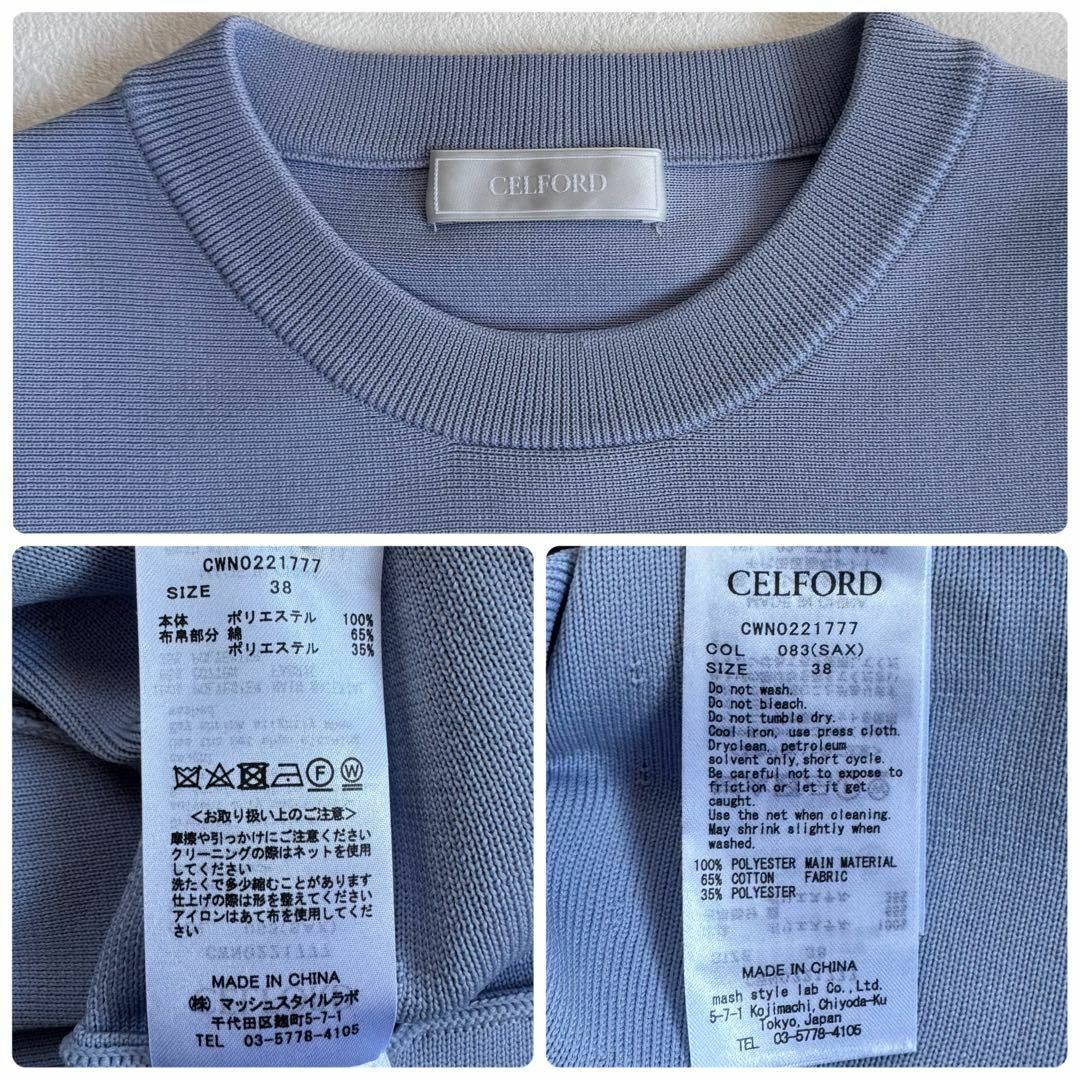 CELFORD
CWNO221777
SIZE 38
本体 ポリエステル 100%
布帛部分 綿 65%
ポリエステル 35%
F W
<お取り扱い上のご注意>
摩擦や引っかけにご注意ください
クリーニングの際はネットを使用
してください
洗たくで多少縮むことがあります
仕上げの際は形を整えてください
アイロンはあて布を使用してくだ
さい
MADE IN CHINA
(株) マッシュスタイルラボ
千代田区麹町5-7-1
TEL 03-5778-4105
CELFORD
CWNO221777
COL 083(SAX)
SIZE 38
Do not wash.
Do not bleach.
Do not tumble dry.
Cool iron, use press cloth.
Dryclean, petroleum
solvent only,short cycle.
Be careful not to expose to
friction or let it get
caught.
Use the net when cleaning.
May shrink slightly when
washed.
100% POLYESTER MAIN MATERIAL
65% COTTON FABRIC
35% POLYESTER
MADE IN CHINA
mash style lab Co.,Ltd.
5-7-1 Kojimachi,Chiyoda-Ku
Tokyo,Japan
TEL 03-5778-4105